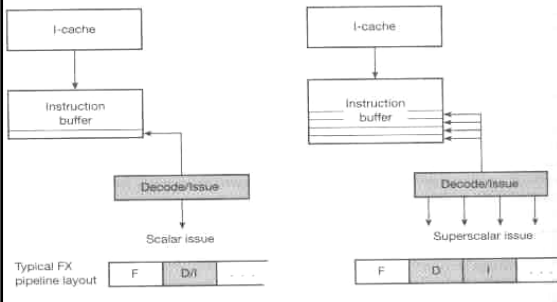 I-cache
Instruction
buffer
Decode/Issue
Scalar issue
Typical FX
pipeline layout
F D/I . . .
I-cache
Instruction
buffer
Decode/Issue
Superscalar issue
F D I . . .